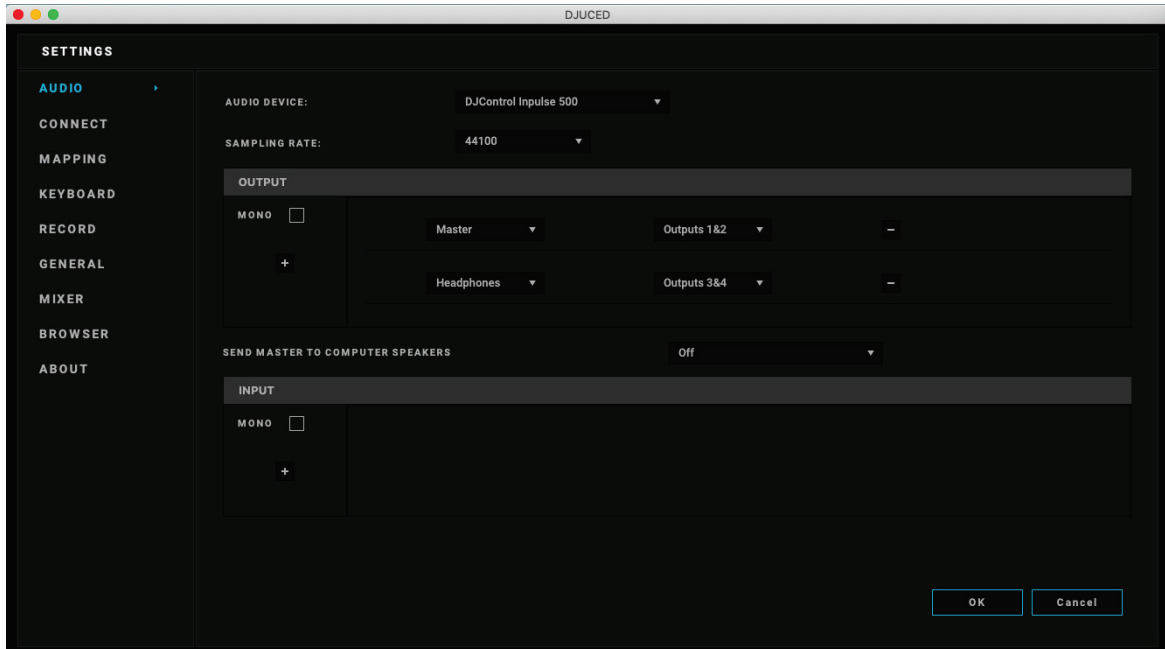 DJUCED
SETTINGS
AUDIO
CONNECT
MAPPING
KEYBOARD
RECORD
GENERAL
MIXER
BROWSER
ABOUT
AUDIO DEVICE: DJControl Inpulse 500
SAMPLING RATE: 44100
OUTPUT
MONO
+
Master Outputs 1&2 −
Headphones Outputs 3&4 −
SEND MASTER TO COMPUTER SPEAKERS Off
INPUT
MONO
+
OK Cancel